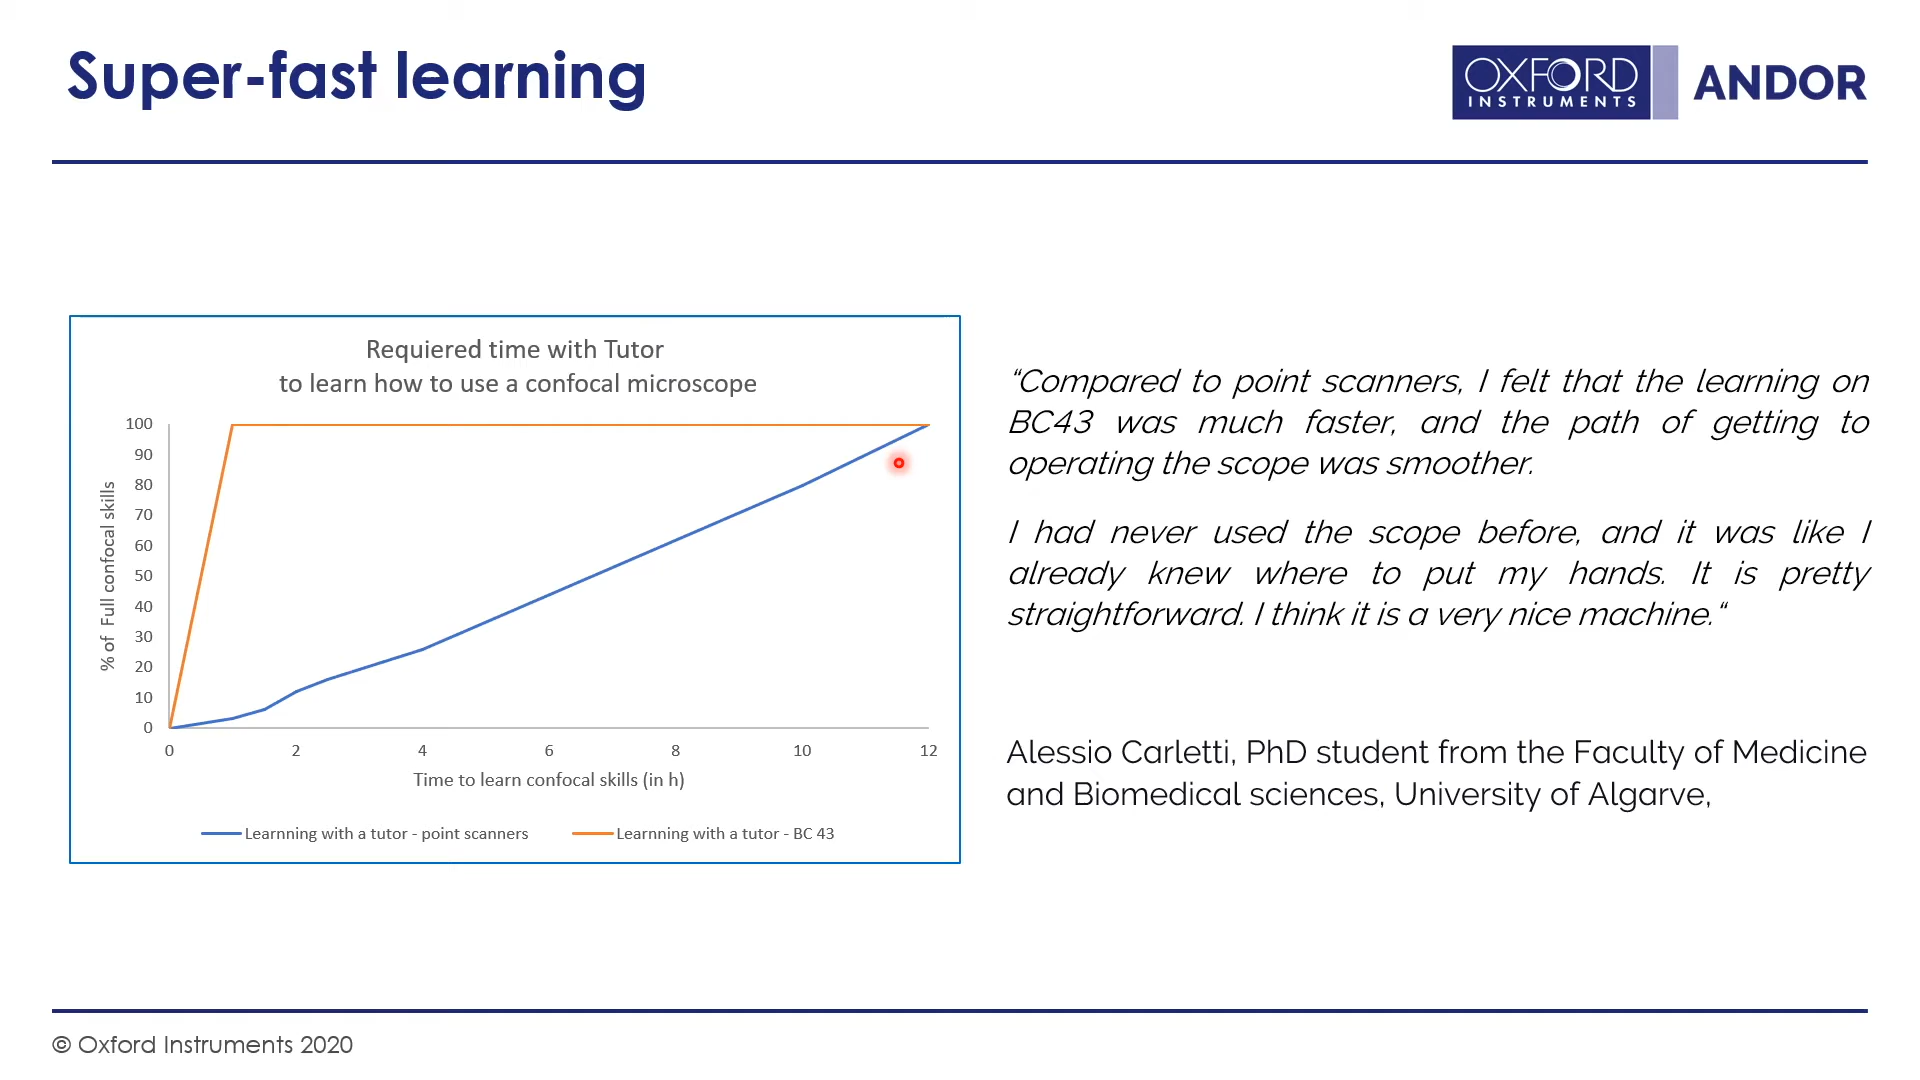 Super-fast learning
OXFORD
INSTRUMENTS
ANDOR
Requiered time with Tutor
to learn how to use a confocal microscope
100
90
80
70
60
50
40
30
20
10
0
% of Full confocal skills
0 2 4 6 8 10 12
Time to learn confocal skills (in h)
Learnning with a tutor - point scanners
Learnning with a tutor - BC 43
“Compared to point scanners, I felt that the learning on
BC43 was much faster, and the path of getting to
operating the scope was smoother.
I had never used the scope before, and it was like I
already knew where to put my hands. It is pretty
straightforward. I think it is a very nice machine.“
Alessio Carletti, PhD student from the Faculty of Medicine
and Biomedical sciences, University of Algarve,
© Oxford Instruments 2020